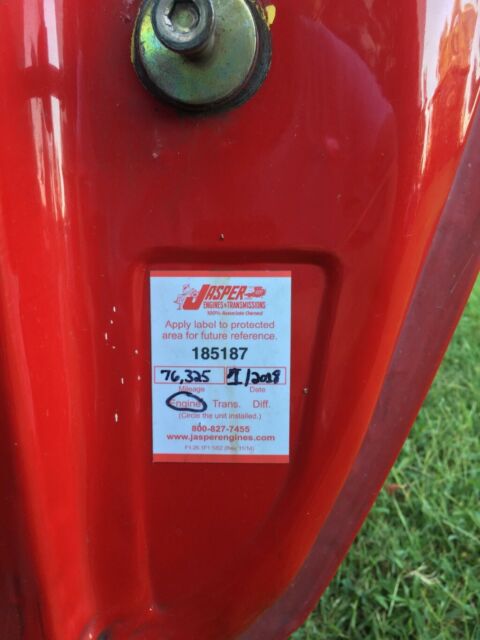 JASPER
ENGINES & TRANSMISSIONS
100% Associate Owned
Apply label to protected
area for future reference.
185187
76,325 1/2018
Mileage Date
Engine Trans. Diff.
(Circle the unit installed.)
800-827-7455
www.jasperengines.com